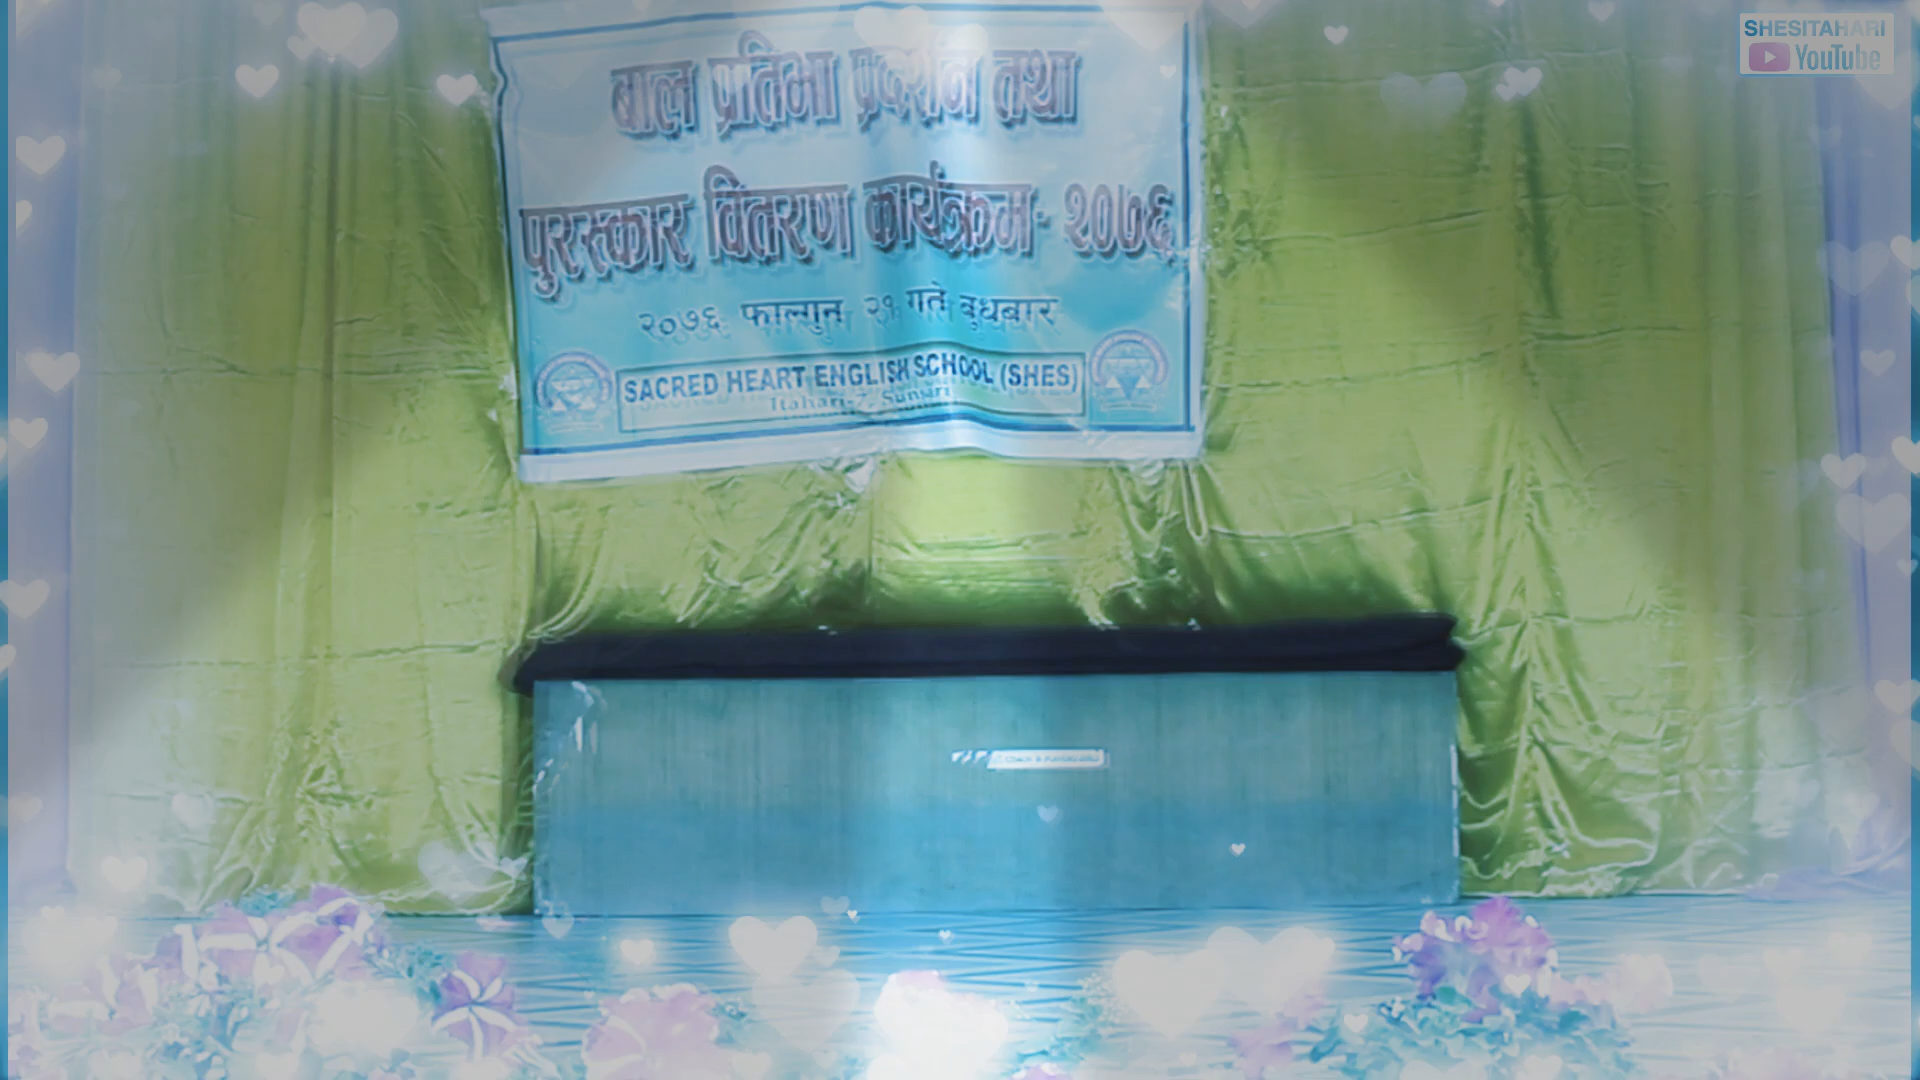 SHESITAHARI
YouTube
बाल प्रतिभा प्रदर्शन तथा
पुरस्कार वितरण कार्यक्रम- २०७६
२०७६ फाल्गुन २१ गते बुधबार
SACRED HEART ENGLISH SCHOOL (SHES)
Itahari-7, Sunsari